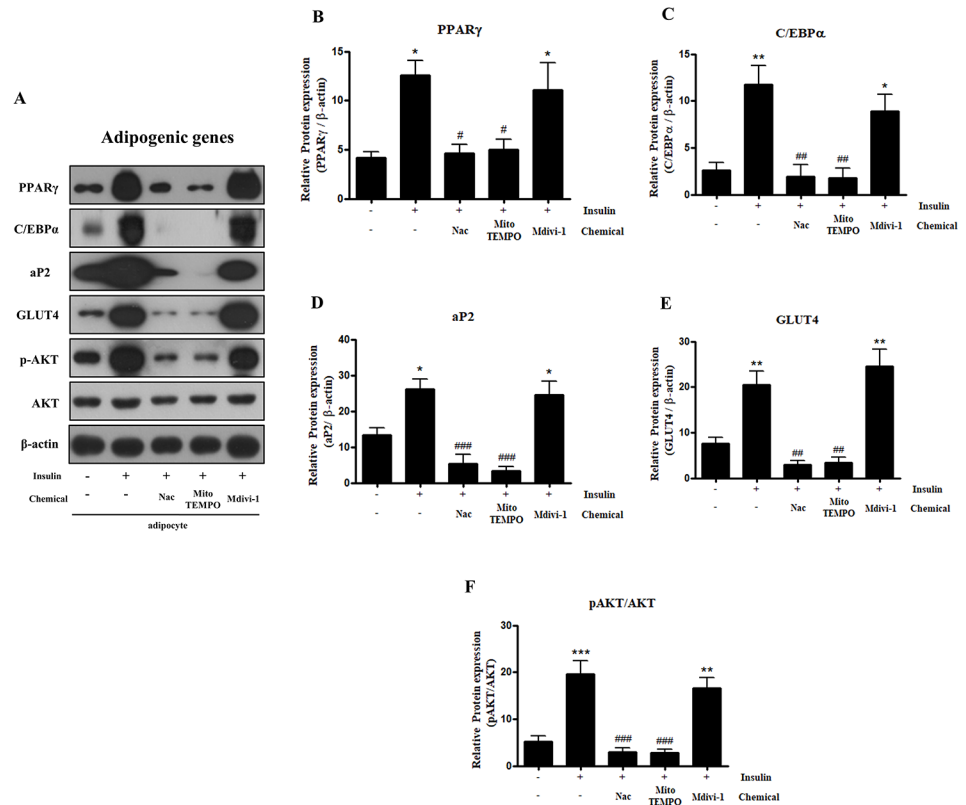 A
Adipogenic genes
PPARγ
C/EBPα
aP2
GLUT4
p-AKT
AKT
β-actin
- + + + + Insulin
- - Nac Mito TEMPO Mdivi-1 Chemical
adipocyte
B
PPARγ
Relative Protein expression
(PPARγ / β-actin)
15
10
5
0
* # # *
- + + + + Insulin
- - Nac Mito TEMPO Mdivi-1 Chemical
C
C/EBPα
Relative Protein expression
(C/EBPα / β-actin)
15
10
5
0
** ## ## *
- + + + + Insulin
- - Nac Mito TEMPO Mdivi-1 Chemical
D
aP2
Relative Protein expression
(aP2/ β-actin)
40
30
20
10
0
* ### ### *
- + + + + Insulin
- - Nac Mito TEMPO Mdivi-1 Chemical
E
GLUT4
Relative Protein expression
(GLUT4 / β-actin)
30
20
10
0
** ## ## **
- + + + + Insulin
- - Nac Mito TEMPO Mdivi-1 Chemical
F
pAKT/AKT
Relative Protein expression
(pAKT/AKT)
30
20
10
0
*** ### ### **
- + + + + Insulin
- - Nac Mito TEMPO Mdivi-1 Chemical